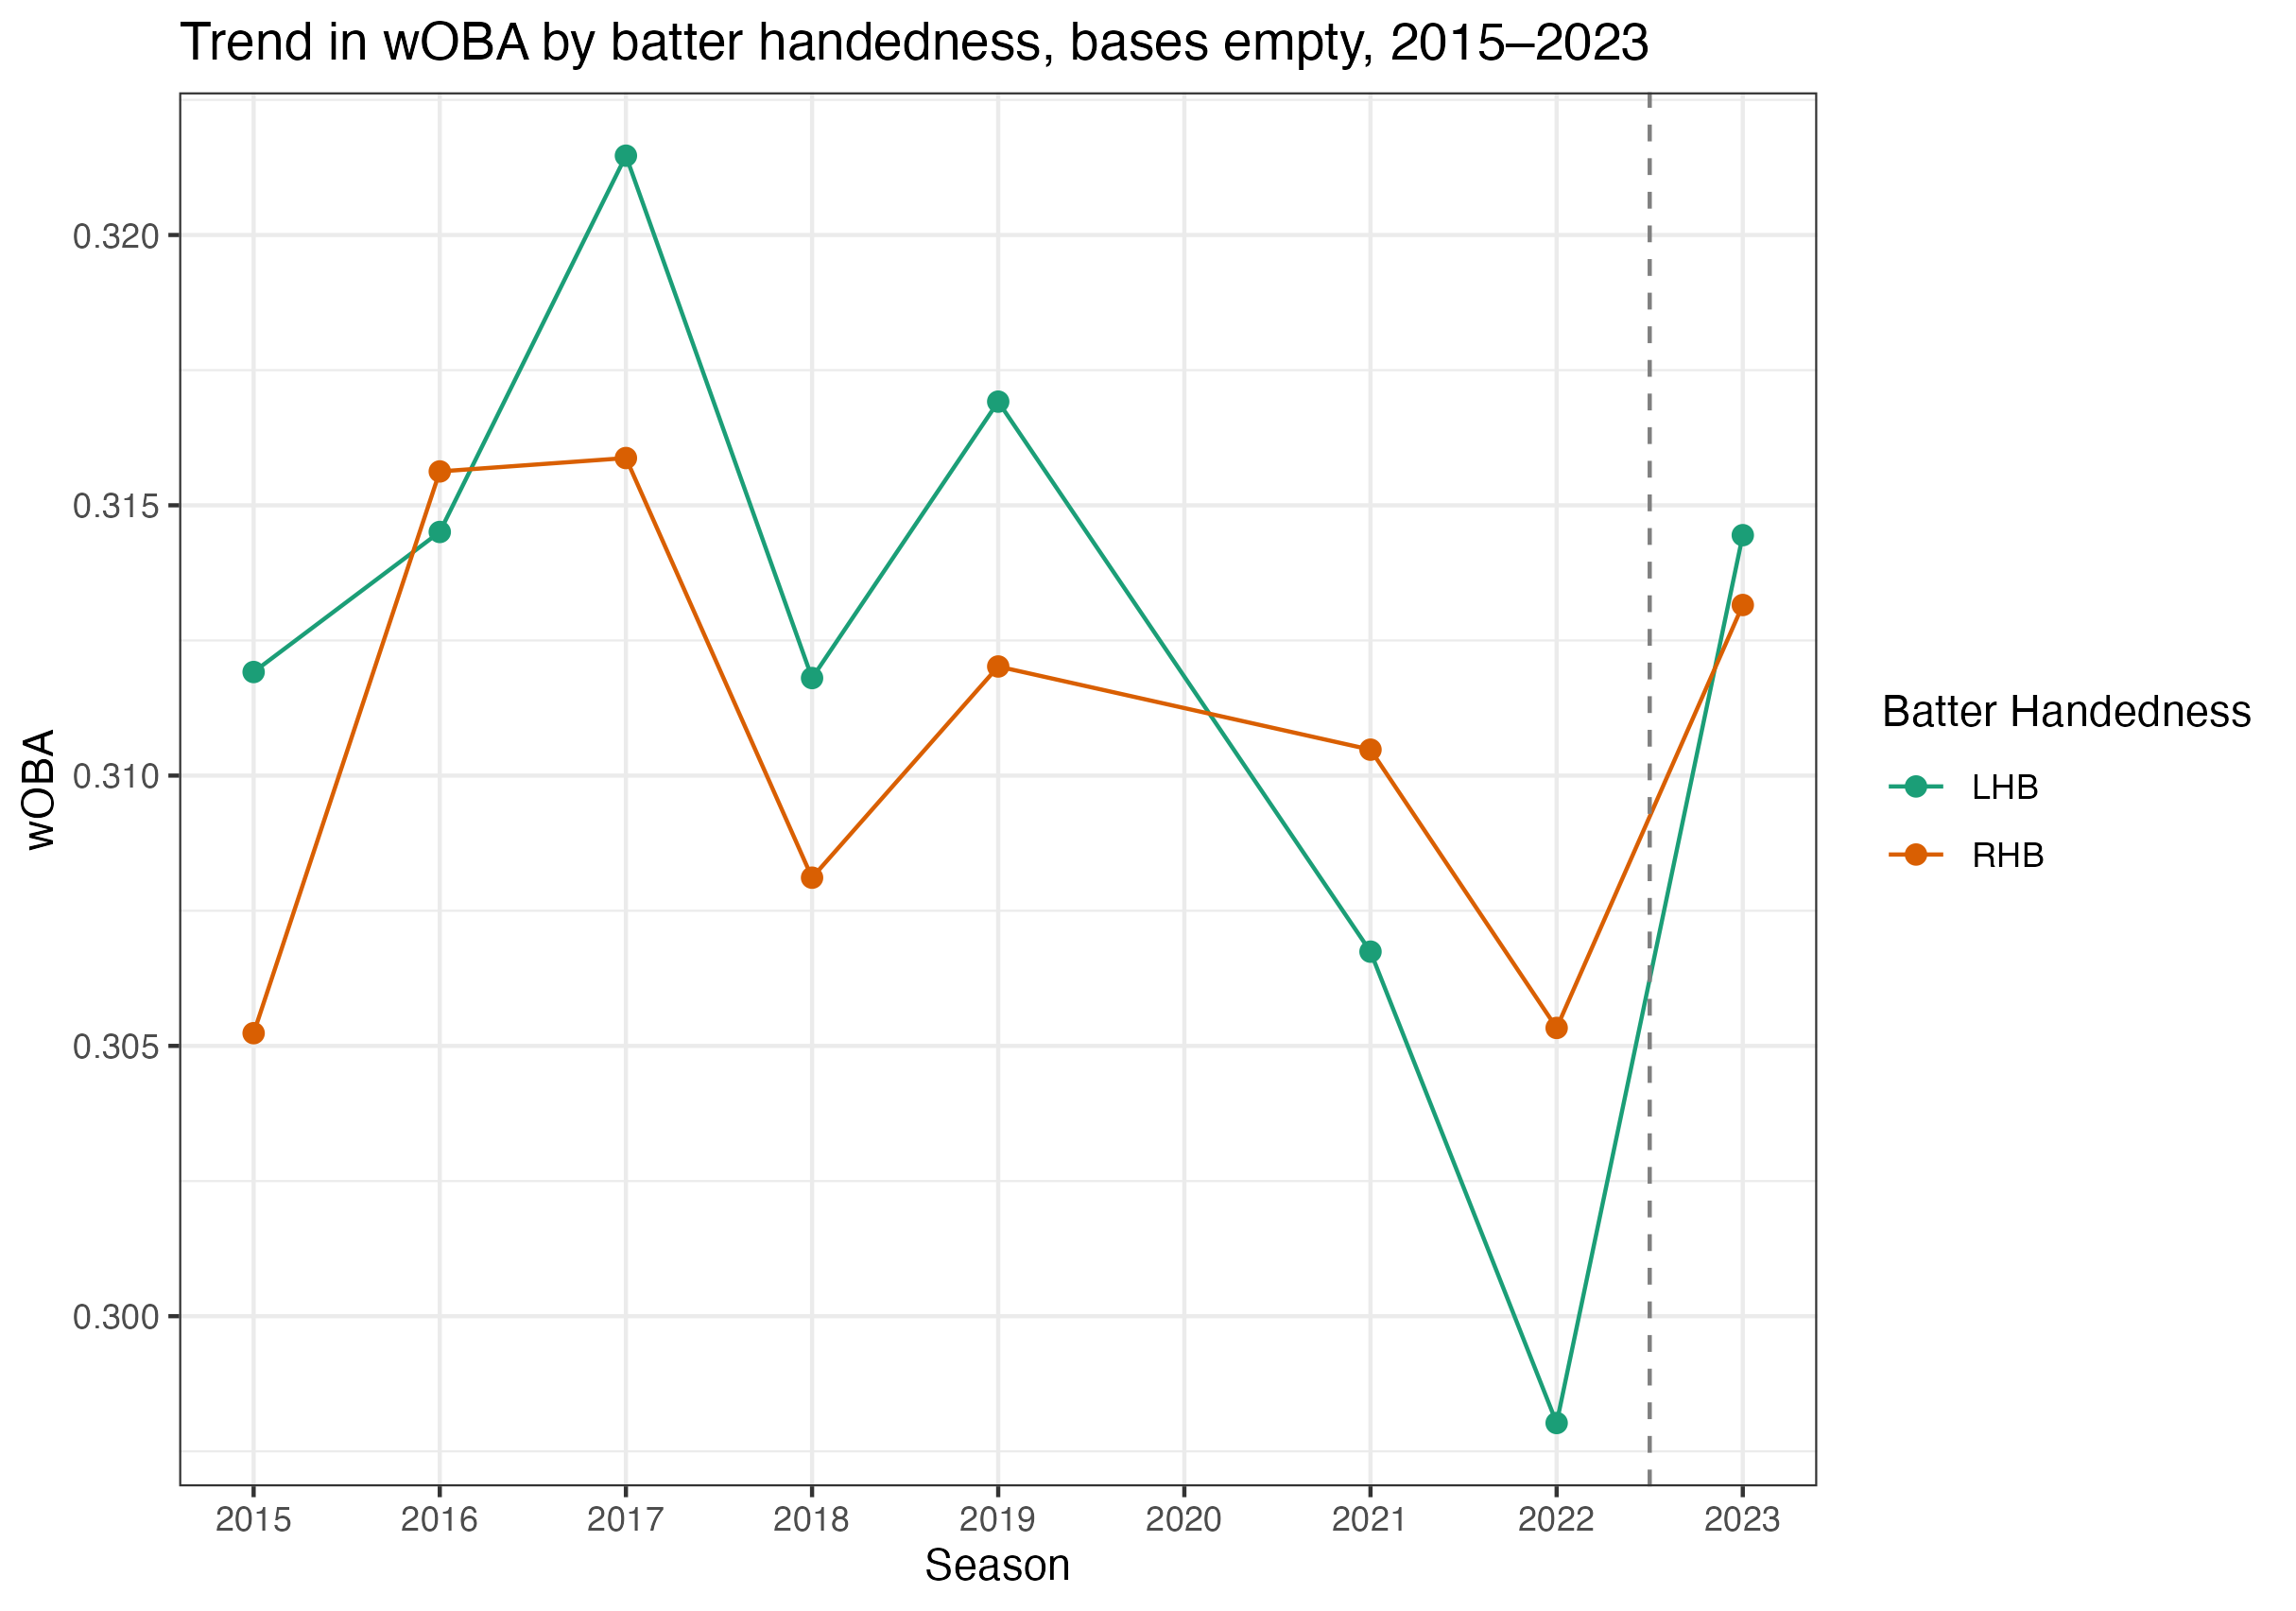 Trend in wOBA by batter handedness, bases empty, 2015–2023
wOBA
0.320
0.315
0.310
0.305
0.300
2015 2016 2017 2018 2019 2020 2021 2022 2023
Season
Batter Handedness
LHB
RHB